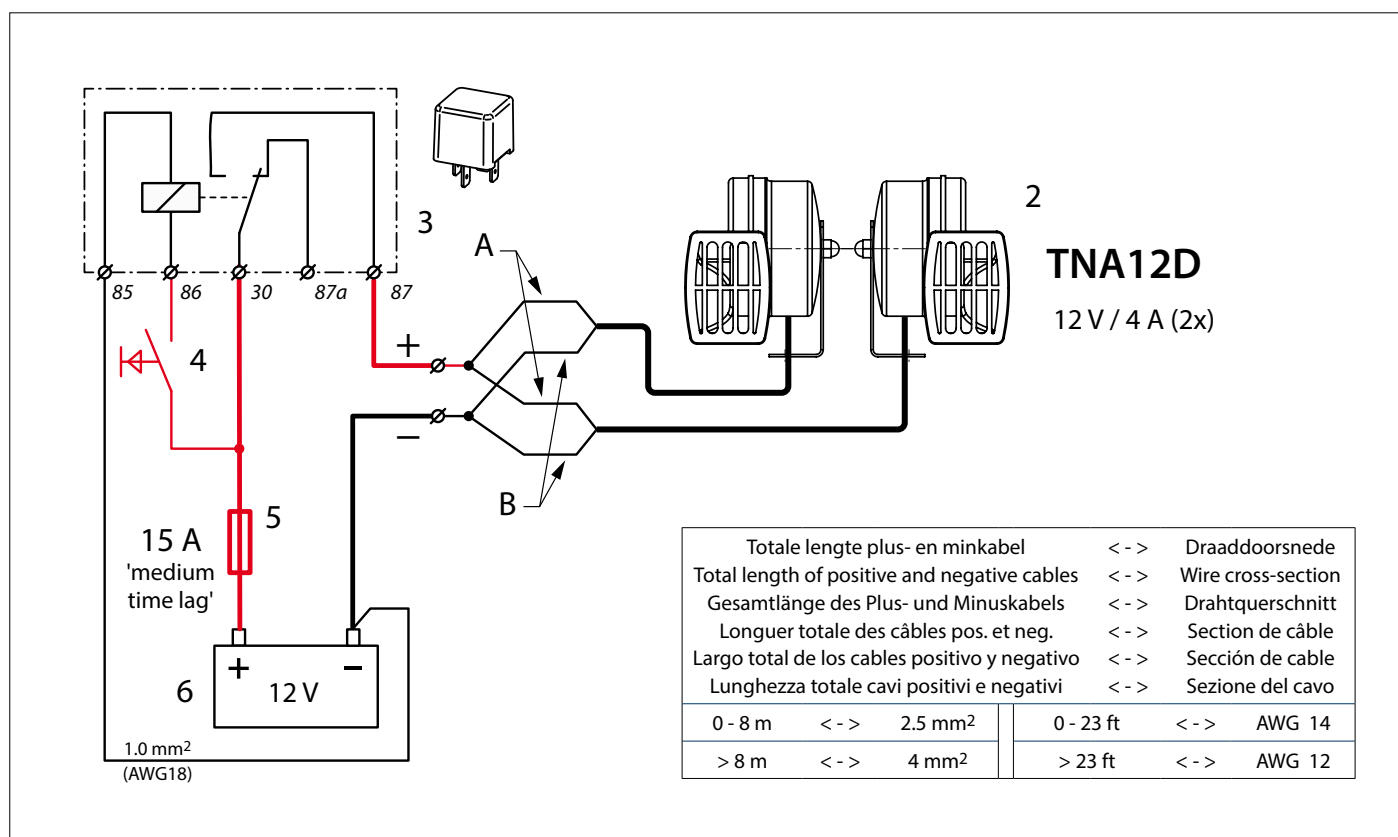 3
85 86 30 87a 87
4
+
−
A
B
2
TNA12D
12 V / 4 A (2x)
5
15 A
'medium
time lag'
6
+ −
12 V
1.0 mm²
(AWG18)
Totale lengte plus- en minkabel < - > Draaddoorsnede
Total length of positive and negative cables < - > Wire cross-section
Gesamtlänge des Plus- und Minuskabels < - > Drahtquerschnitt
Longuer totale des câbles pos. et neg. < - > Section de câble
Largo total de los cables positivo y negativo < - > Sección de cable
Lunghezza totale cavi positivi e negativi < - > Sezione del cavo
0 - 8 m < - > 2.5 mm² 0 - 23 ft < - > AWG 14
> 8 m < - > 4 mm² > 23 ft < - > AWG 12